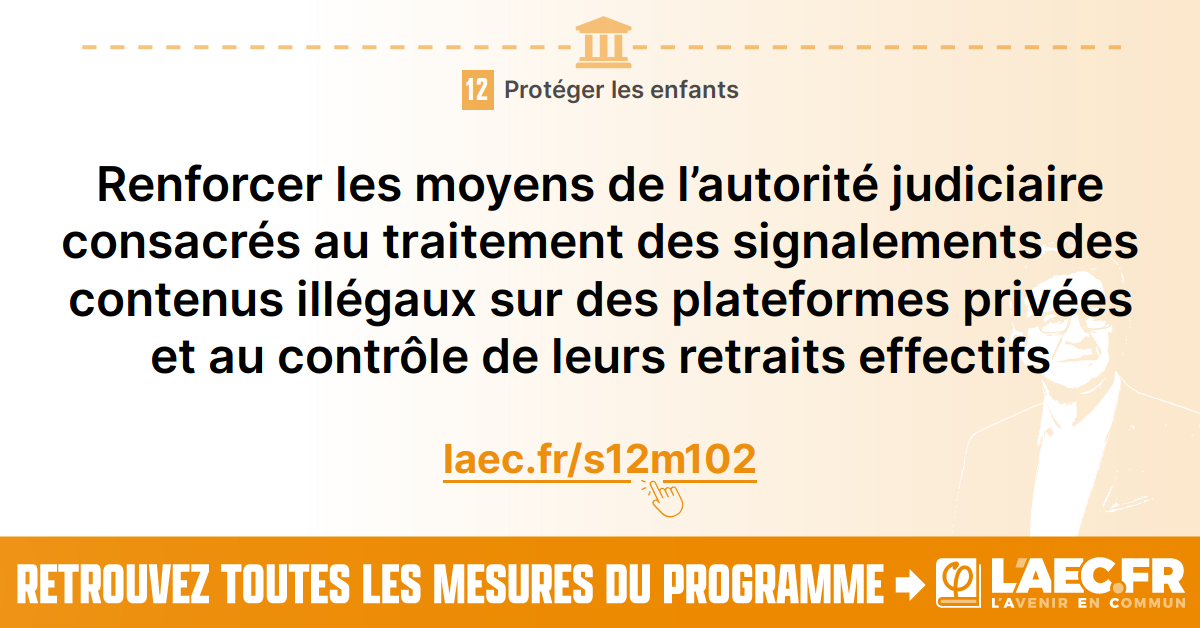 12 Protéger les enfants
Renforcer les moyens de l’autorité judiciaire
consacrés au traitement des signalements des
contenus illégaux sur des plateformes privées
et au contrôle de leurs retraits effectifs
laec.fr/s12m102
RETROUVEZ TOUTES LES MESURES DU PROGRAMME
L'AEC.FR
L'AVENIR EN COMMUN